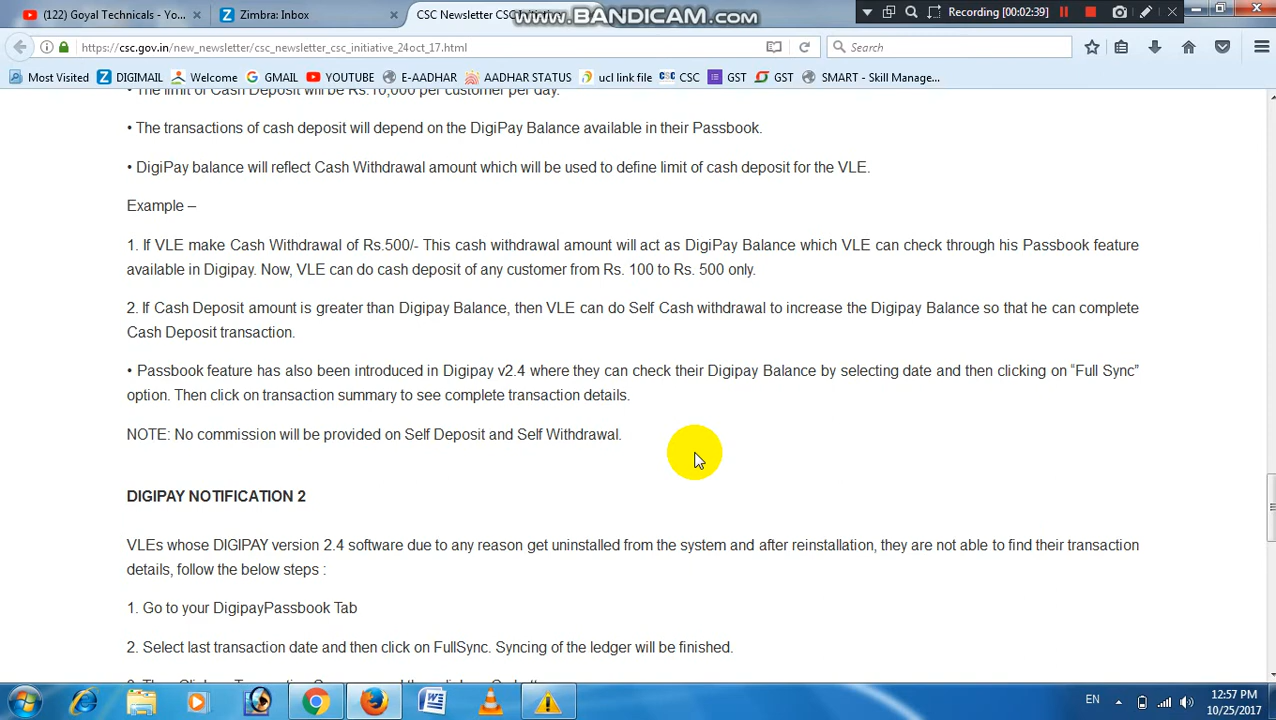 (122) Goyal Technicals - Yo...
Zimbra: Inbox
CSC Newsletter CSC
www.BANDICAM.com
Recording [00:02:39]
https://csc.gov.in/new_newsletter/csc_newsletter_csc_initiative_24oct_17.html
Search
Most Visited
DIGIMAIL
Welcome
GMAIL
YOUTUBE
E-AADHAR
AADHAR STATUS
ucl link file
CSC
GST
GST
SMART - Skill Manage...
• The limit of Cash Deposit will be Rs.10,000 per customer per day.
• The transactions of cash deposit will depend on the DigiPay Balance available in their Passbook.
• DigiPay balance will reflect Cash Withdrawal amount which will be used to define limit of cash deposit for the VLE.
Example –
1. If VLE make Cash Withdrawal of Rs.500/- This cash withdrawal amount will act as DigiPay Balance which VLE can check through his Passbook feature
available in Digipay. Now, VLE can do cash deposit of any customer from Rs. 100 to Rs. 500 only.
2. If Cash Deposit amount is greater than Digipay Balance, then VLE can do Self Cash withdrawal to increase the Digipay Balance so that he can complete
Cash Deposit transaction.
• Passbook feature has also been introduced in Digipay v2.4 where they can check their Digipay Balance by selecting date and then clicking on “Full Sync”
option. Then click on transaction summary to see complete transaction details.
NOTE: No commission will be provided on Self Deposit and Self Withdrawal.
DIGIPAY NOTIFICATION 2
VLEs whose DIGIPAY version 2.4 software due to any reason get uninstalled from the system and after reinstallation, they are not able to find their transaction
details, follow the below steps :
1. Go to your DigipayPassbook Tab
2. Select last transaction date and then click on FullSync. Syncing of the ledger will be finished.
EN
12:57 PM
10/25/2017